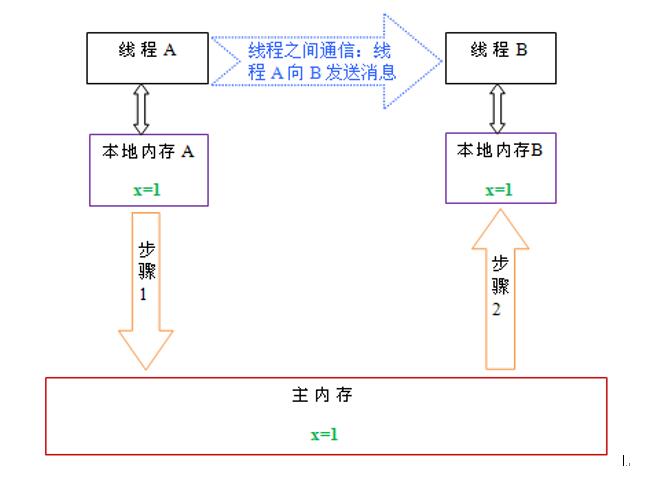 线程 A
线程之间通信：线
程 A 向 B 发送消息
线程 B
本地内存 A
x=1
本地内存B
x=1
步
骤
1
步
骤
2
主内存
x=1